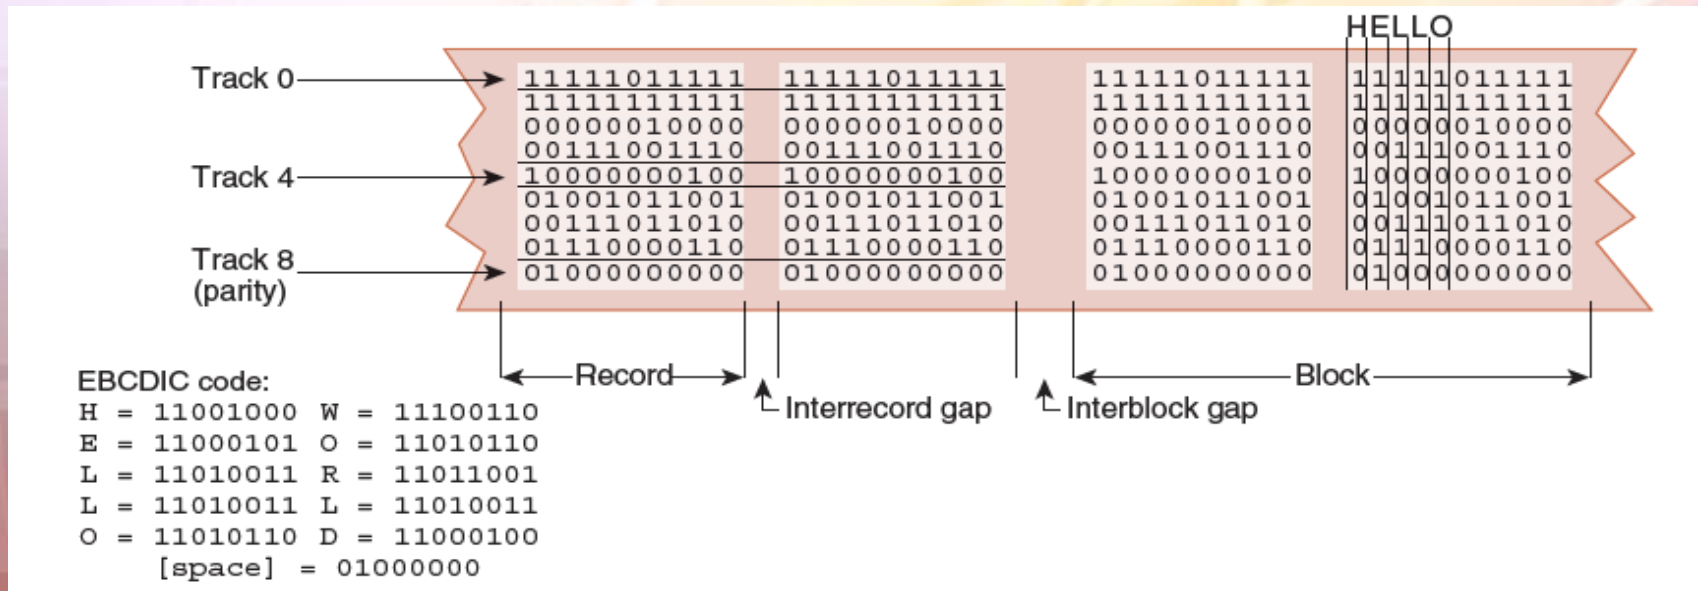 HELLO
Track 0 11111011111 11111011111 11111011111 11111011111
11111111111 11111111111 11111111111 11111111111
00000010000 00000010000 00000010000 00000010000
00111001110 00111001110 00111001110 00111001110
Track 4 10000000100 10000000100 10000000100 10000000100
01001011001 01001011001 01001011001 01001011001
00111011010 00111011010 00111011010 00111011010
01110000110 01110000110 01110000110 01110000110
Track 8 01000000000 01000000000 01000000000 01000000000
(parity)
Record Block
Interrecord gap Interblock gap
EBCDIC code:
H = 11001000 W = 11100110
E = 11000101 O = 11010110
L = 11010011 R = 11011001
L = 11010011 L = 11010011
O = 11010110 D = 11000100
[space] = 01000000